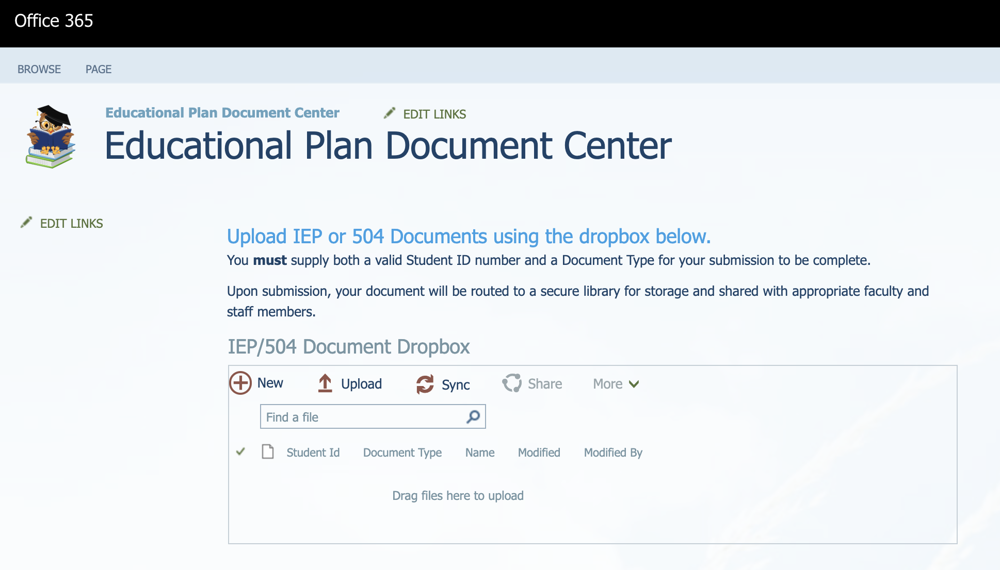 Office 365
BROWSE PAGE
Educational Plan Document Center EDIT LINKS
Educational Plan Document Center
EDIT LINKS
Upload IEP or 504 Documents using the dropbox below.
You must supply both a valid Student ID number and a Document Type for your submission to be complete.
Upon submission, your document will be routed to a secure library for storage and shared with appropriate faculty and
staff members.
IEP/504 Document Dropbox
New Upload Sync Share More
Find a file
Student Id Document Type Name Modified Modified By
Drag files here to upload